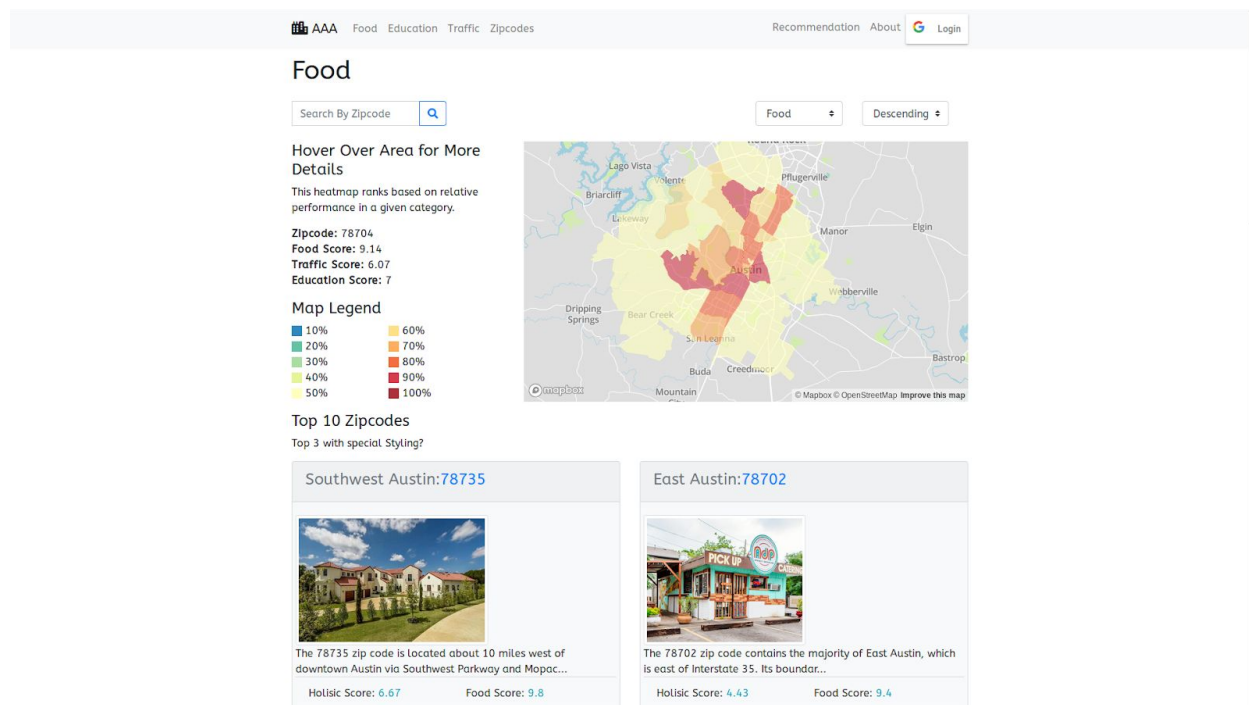 AAA Food Education Traffic Zipcodes Recommendation About Login
Food
Search By Zipcode
Food Descending
Hover Over Area for More
Details
This heatmap ranks based on relative
performance in a given category.
Zipcode: 78704
Food Score: 9.14
Traffic Score: 6.07
Education Score: 7
Map Legend
10% 60%
20% 70%
30% 80%
40% 90%
50% 100%
Round Rock
Lago Vista
Volente
Pflugerville
Briarcliff
Lakeway
Elgin
Manor
Austin
Webberville
Dripping
Springs
Bear Creek
San Leanna
Bastrop
Buda
Creedmoor
Mountain
City
mapbox
© Mapbox © OpenStreetMap Improve this map
Top 10 Zipcodes
Top 3 with special Styling?
Southwest Austin:78735
East Austin:78702
PICK UP
The 78735 zip code is located about 10 miles west of
downtown Austin via Southwest Parkway and Mopac...
Holisic Score: 6.67 Food Score: 9.8
The 78702 zip code contains the majority of East Austin, which
is east of Interstate 35. Its boundar...
Holisic Score: 4.43 Food Score: 9.4